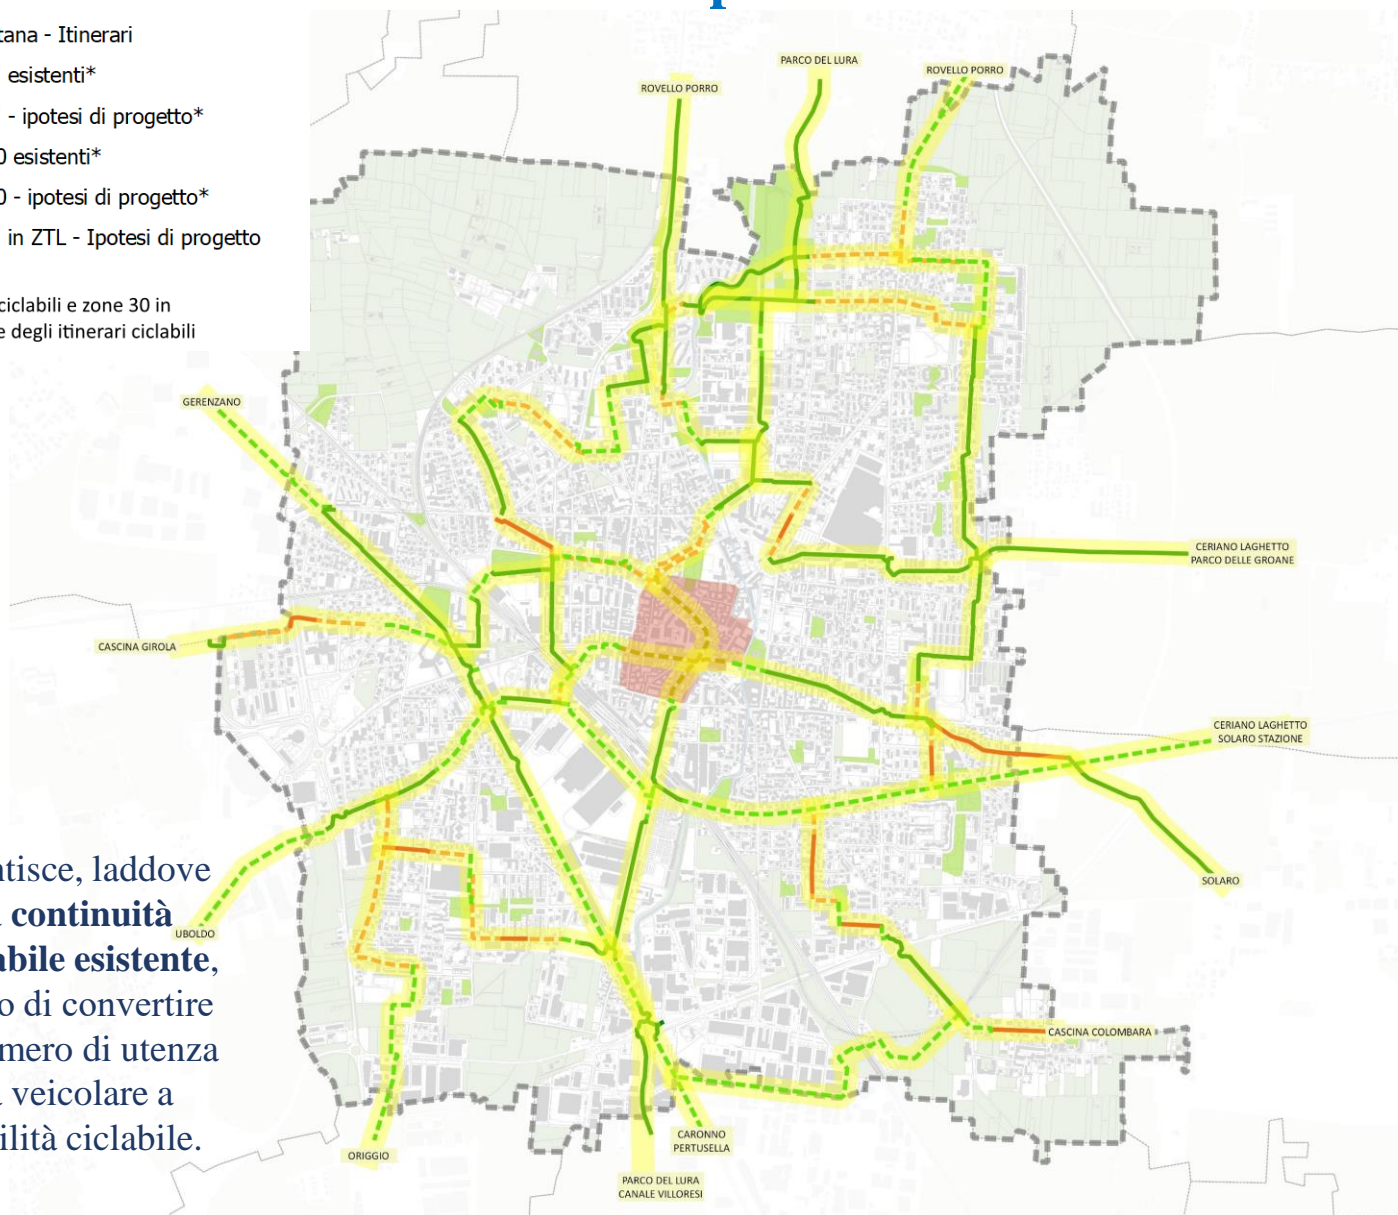 tana - Itinerari
esistenti*
- ipotesi di progetto*
0 esistenti*
0 - ipotesi di progetto*
in ZTL - Ipotesi di progetto
ciclabili e zone 30 in
e degli itinerari ciclabili
PARCO DEL LURA
ROVELLO PORRO
ROVELLO PORRO
GERENZANO
CERIANO LAGHETTO
PARCO DELLE GROANE
CASCINA GIROLA
CERIANO LAGHETTO
SOLARO STAZIONE
SOLARO
UBOLDO
CASCINA COLOMBARA
CARONNO
PERTUSELLA
ORIGGIO
PARCO DEL LURA
CANALE VILLORESI
ntisce, laddove
a continuità
abile esistente,
o di convertire
mero di utenza
a veicolare a
ilità ciclabile.